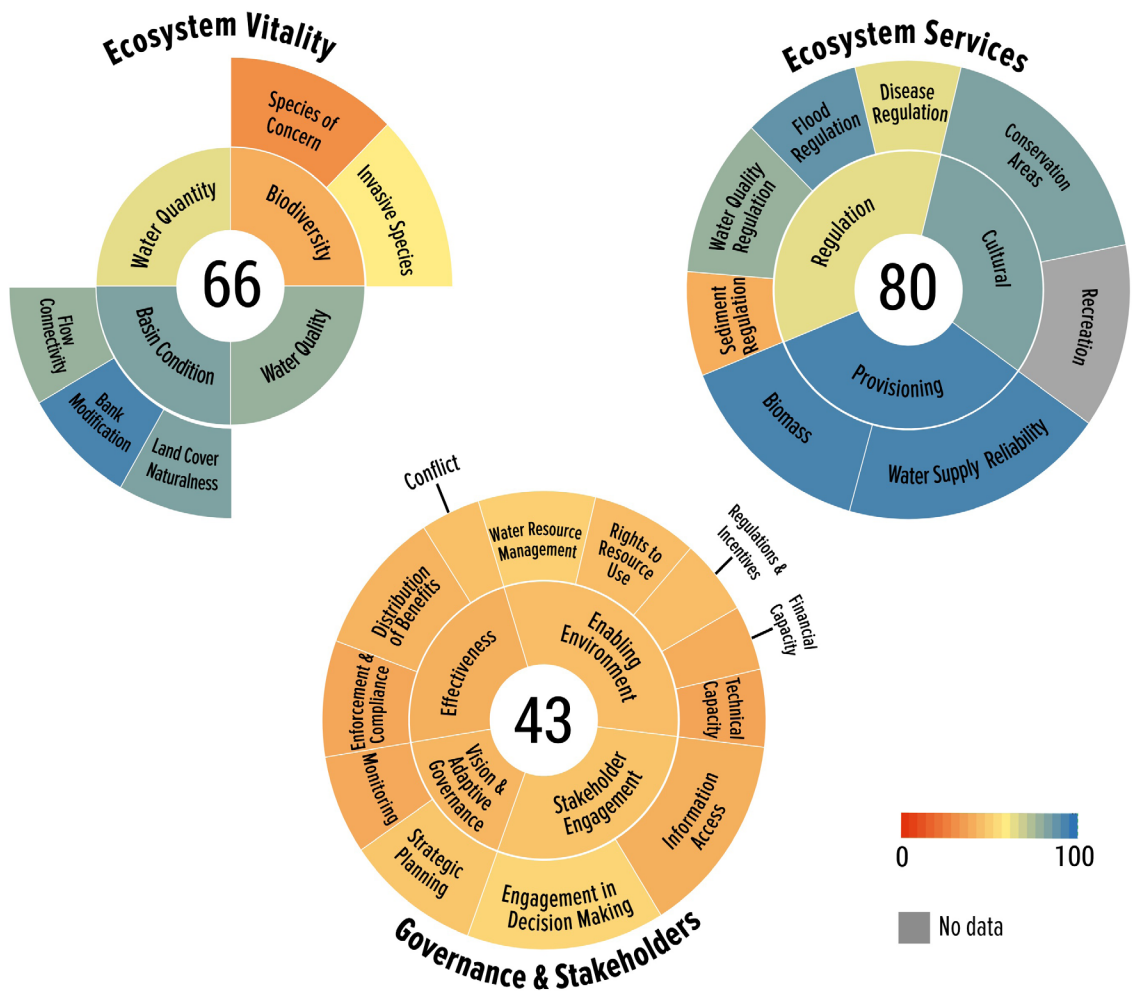 Ecosystem Vitality
Species of
Concern
Invasive Species
Water Quantity
Biodiversity
66
Basin Condition
Water Quality
Flow
Connectivity
Bank
Modification
Land Cover
Naturalness
Ecosystem Services
Disease
Regulation
Flood
Regulation
Conservation
Areas
Water Quality
Regulation
Regulation
Cultural
80
Sediment
Regulation
Recreation
Provisioning
Biomass
Water Supply Reliability
Conflict
Water Resource
Management
Rights to
Resource
Use
Regulations &
Incentives
Financial
Capacity
Distribution
of Benefits
Enabling
Environment
Effectiveness
Enforcement &
Compliance
Technical
Capacity
43
Monitoring
Vision &
Adaptive
Governance
Stakeholder
Engagement
Information
Access
Strategic
Planning
Engagement in
Decision Making
Governance & Stakeholders
0 100
No data